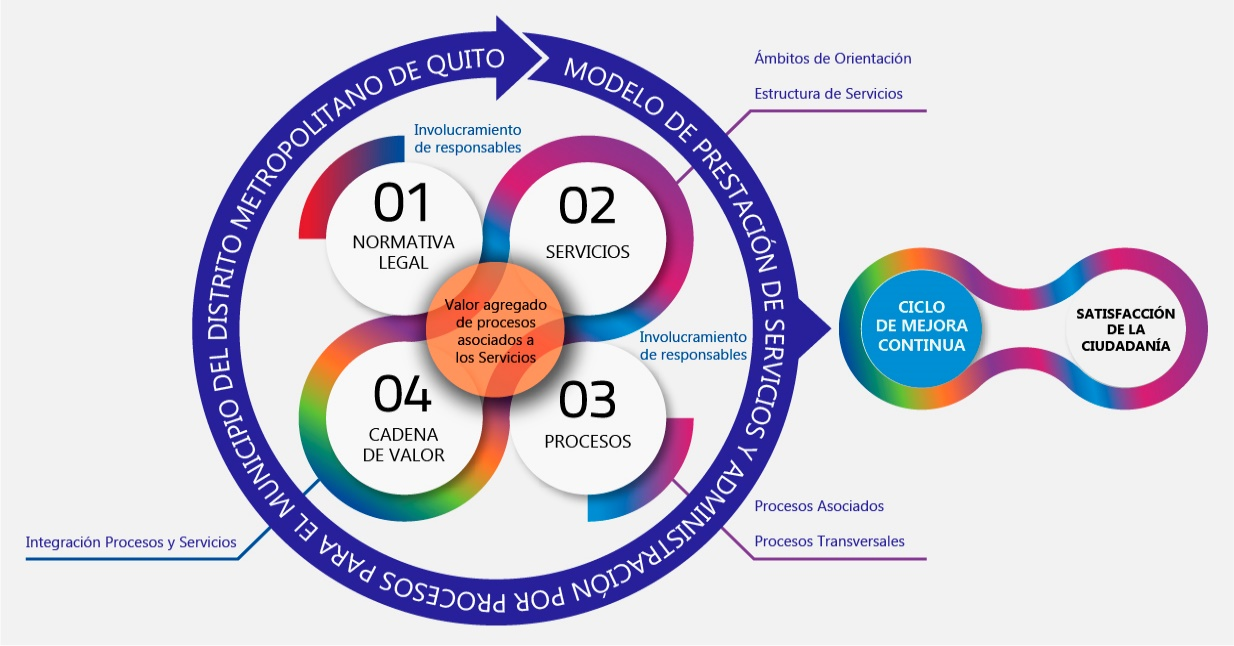 MODELO DE PRESTACIÓN DE SERVICIOS Y ADMINISTRACIÓN POR PROCESOS PARA EL MUNICIPIO DEL DISTRITO METROPOLITANO DE QUITO
Ámbitos de Orientación
Estructura de Servicios
Involucramiento
de responsables
01
NORMATIVA
LEGAL
02
SERVICIOS
Valor agregado
de procesos
asociados a
los Servicios
Involucramiento
de responsables
04
CADENA
DE VALOR
03
PROCESOS
CICLO
DE MEJORA
CONTINUA
SATISFACCIÓN
DE LA
CIUDADANÍA
Procesos Asociados
Procesos Transversales
Integración Procesos y Servicios